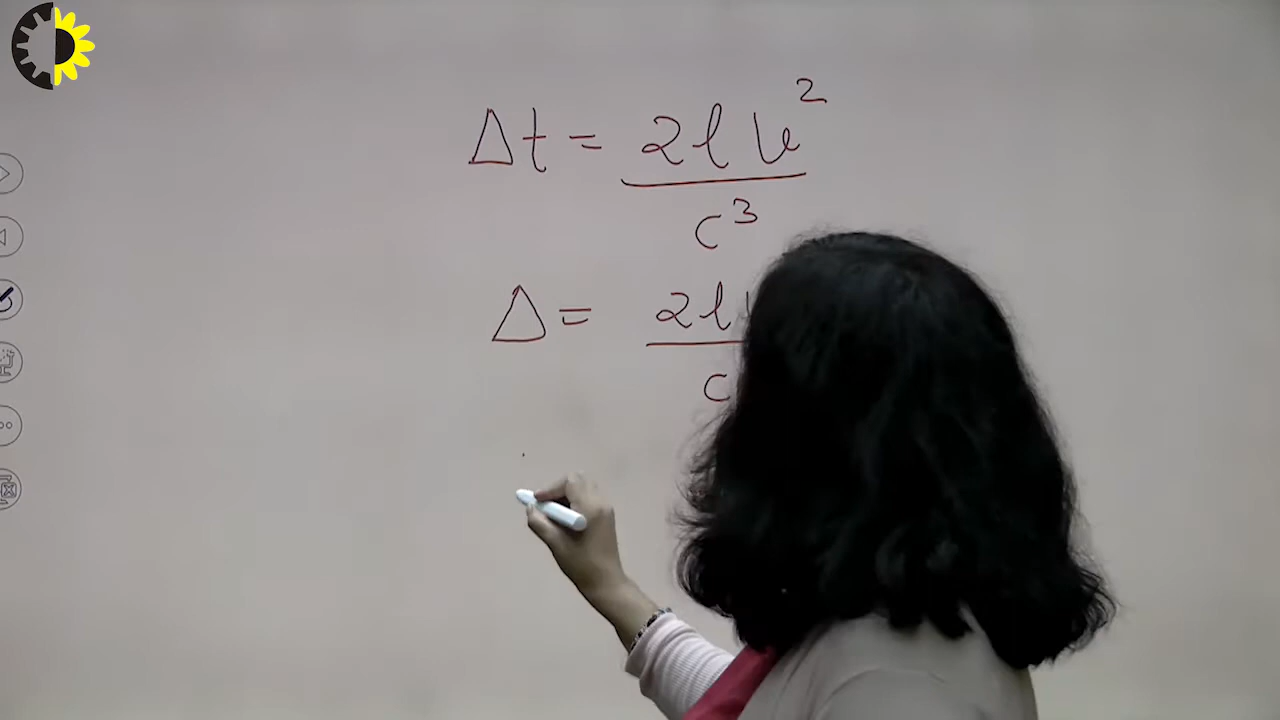 Δt = 2lv²
c³
Δ = 2l
c